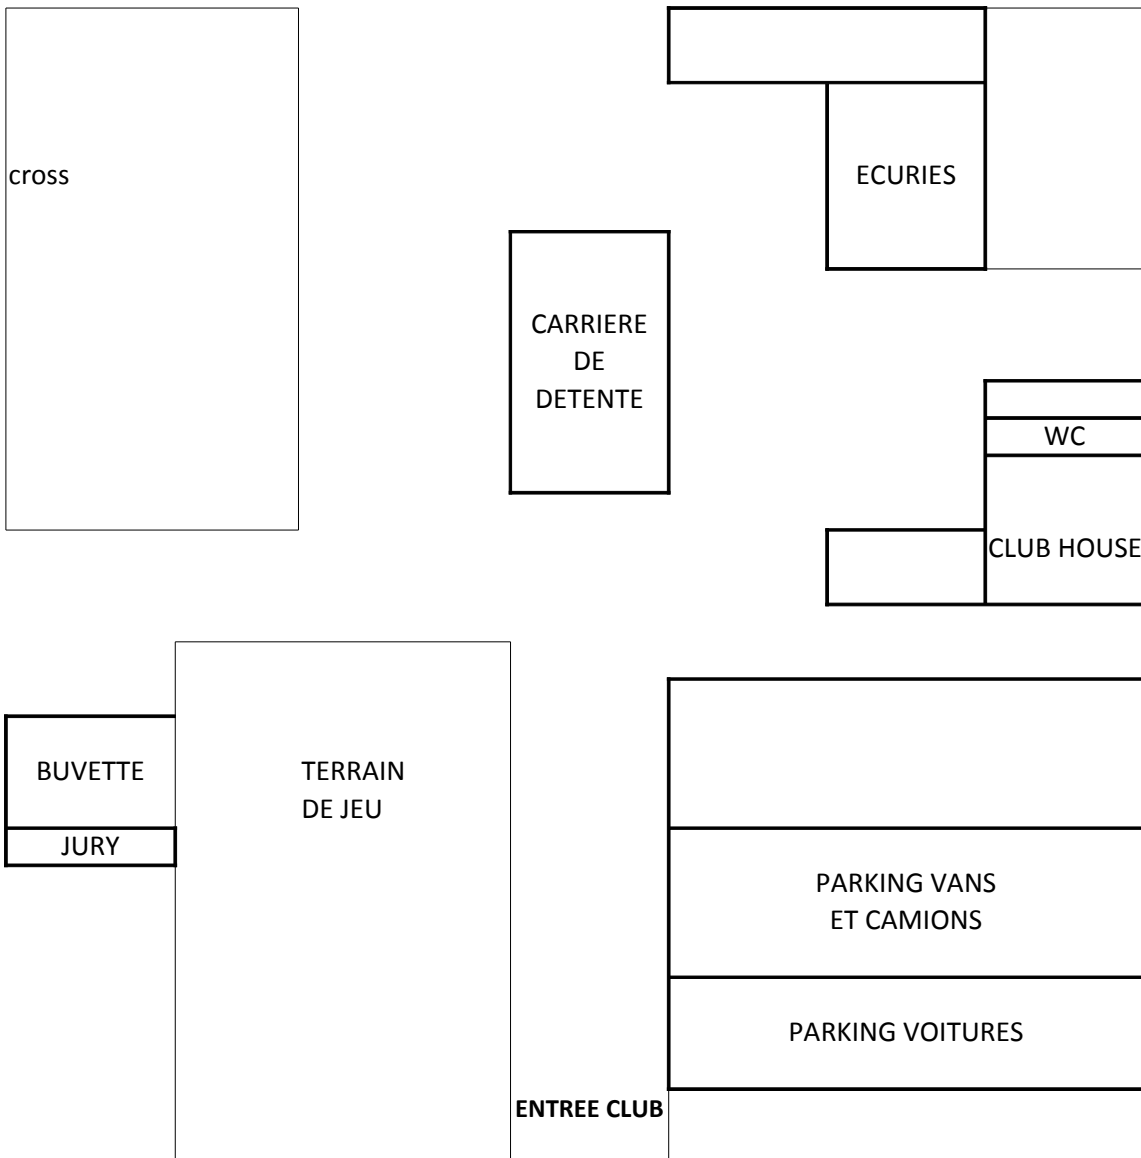 cross
ECURIES
CARRIERE
DE
DETENTE
WC
CLUB HOUSE
BUVETTE
TERRAIN
DE JEU
JURY
PARKING VANS
ET CAMIONS
PARKING VOITURES
ENTREE CLUB